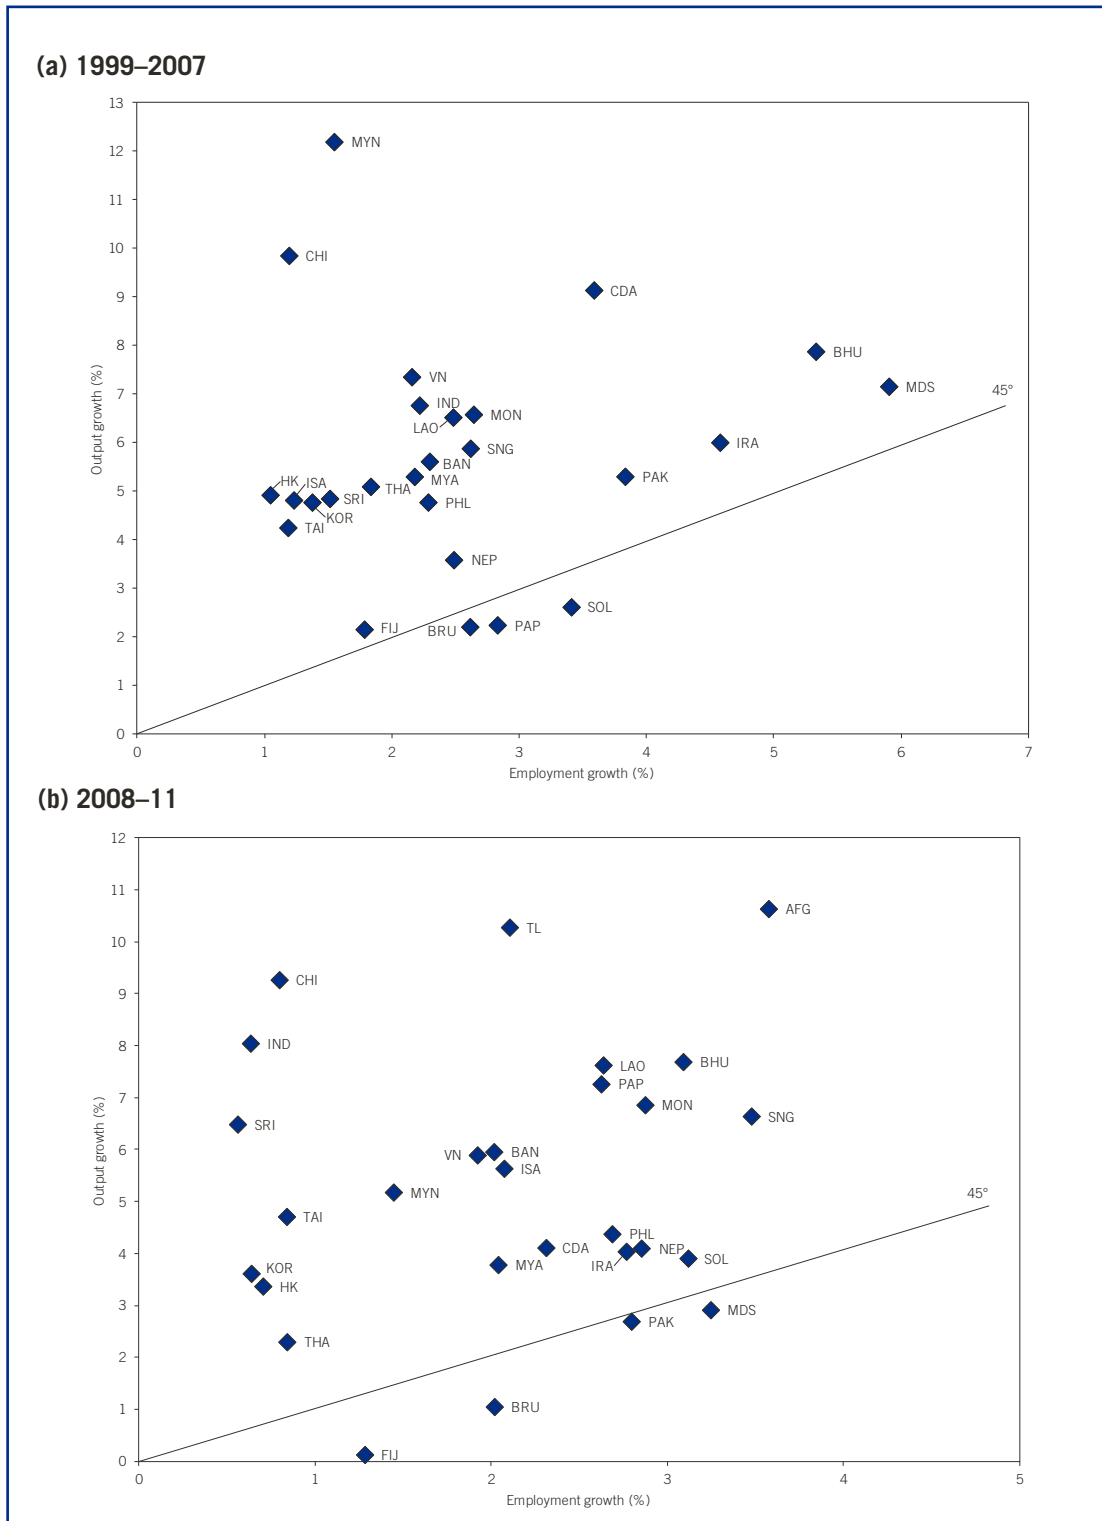 (a) 1999–2007
13
12
11
10
9
8
7
6
5
4
3
2
1
0
Output growth (%)
MYN
CHI
CDA
BHU
VN
MDS
45°
IND
MON
LAO
SNG
IRA
BAN
PAK
MYA
HK
ISA
THA
SRI
PHL
KOR
TAI
NEP
SOL
FIJ
BRU
PAP
0 1 2 3 4 5 6 7
Employment growth (%)
(b) 2008–11
12
11
10
9
8
7
6
5
4
3
2
1
0
Output growth (%)
AFG
TL
CHI
IND
LAO
BHU
PAP
MON
SNG
SRI
VN
BAN
ISA
MYN
45°
TAI
PHL
CDA
NEP
IRA
SOL
MYA
KOR
HK
MDS
PAK
THA
BRU
FIJ
0 1 2 3 4 5
Employment growth (%)